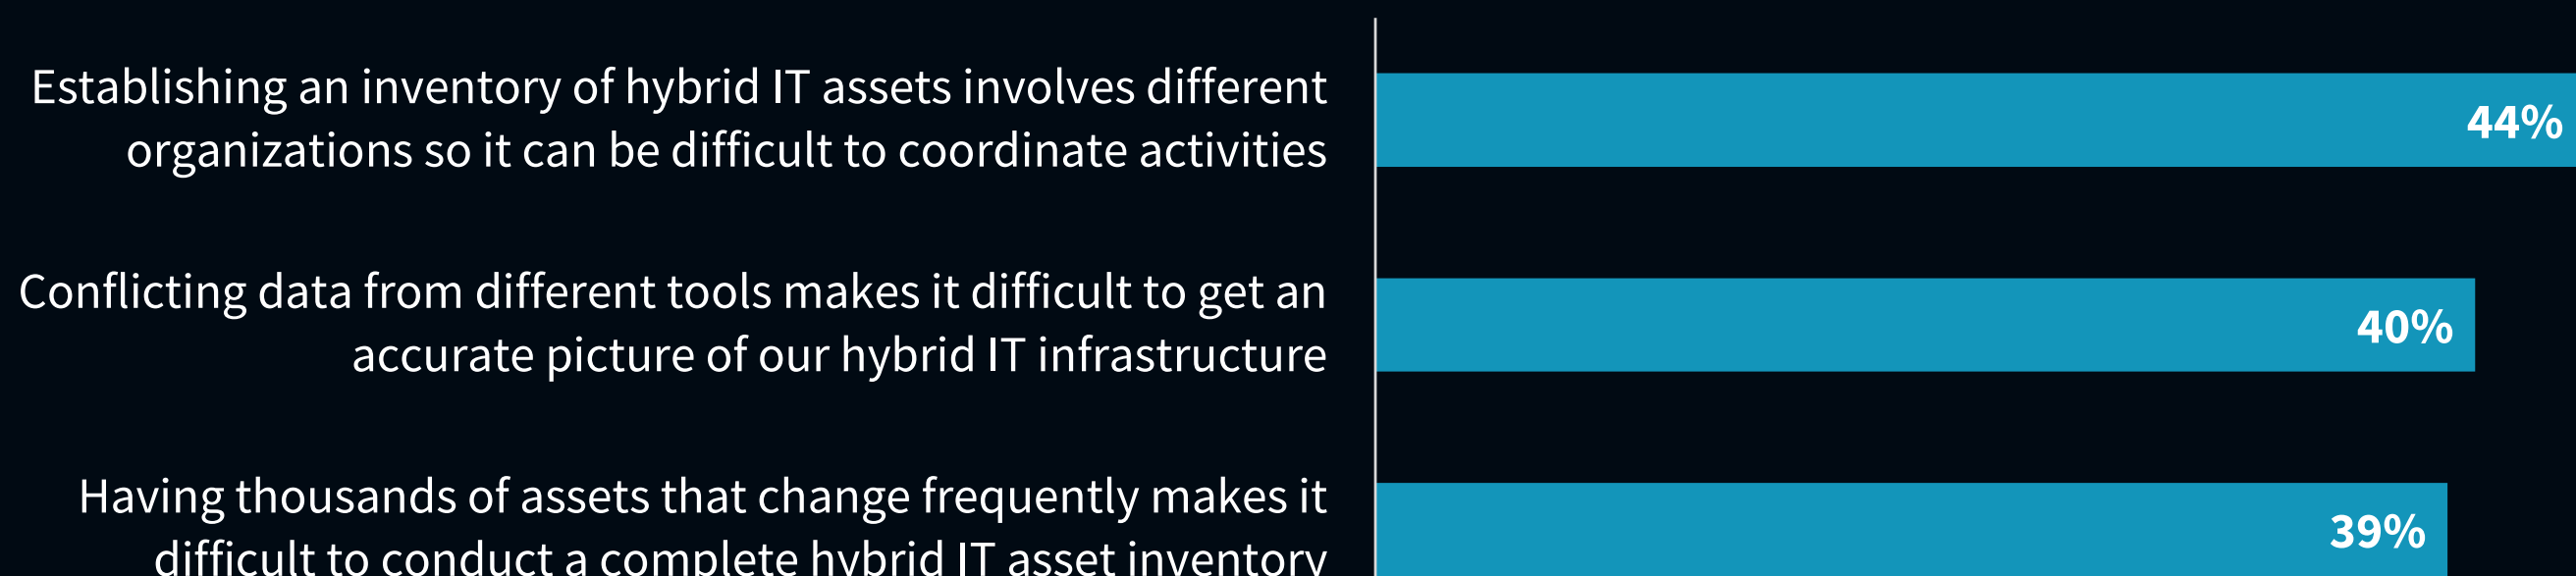 Establishing an inventory of hybrid IT assets involves different
organizations so it can be difficult to coordinate activities
44%
Conflicting data from different tools makes it difficult to get an
accurate picture of our hybrid IT infrastructure
40%
Having thousands of assets that change frequently makes it
difficult to conduct a complete hybrid IT asset inventory
39%